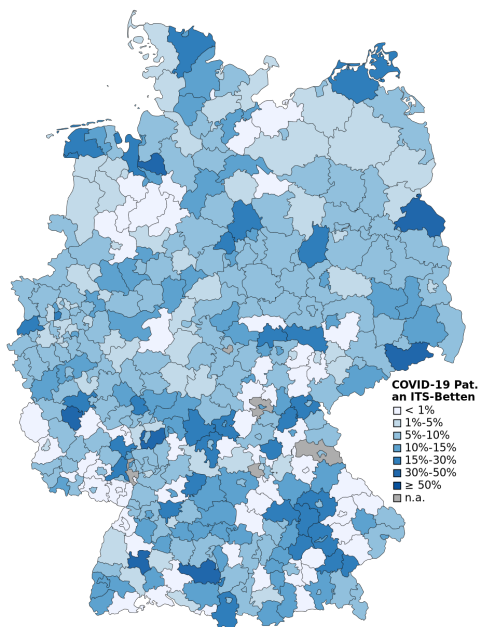 COVID-19 Pat.
an ITS-Betten
< 1%
1%-5%
5%-10%
10%-15%
15%-30%
30%-50%
≥ 50%
n.a.